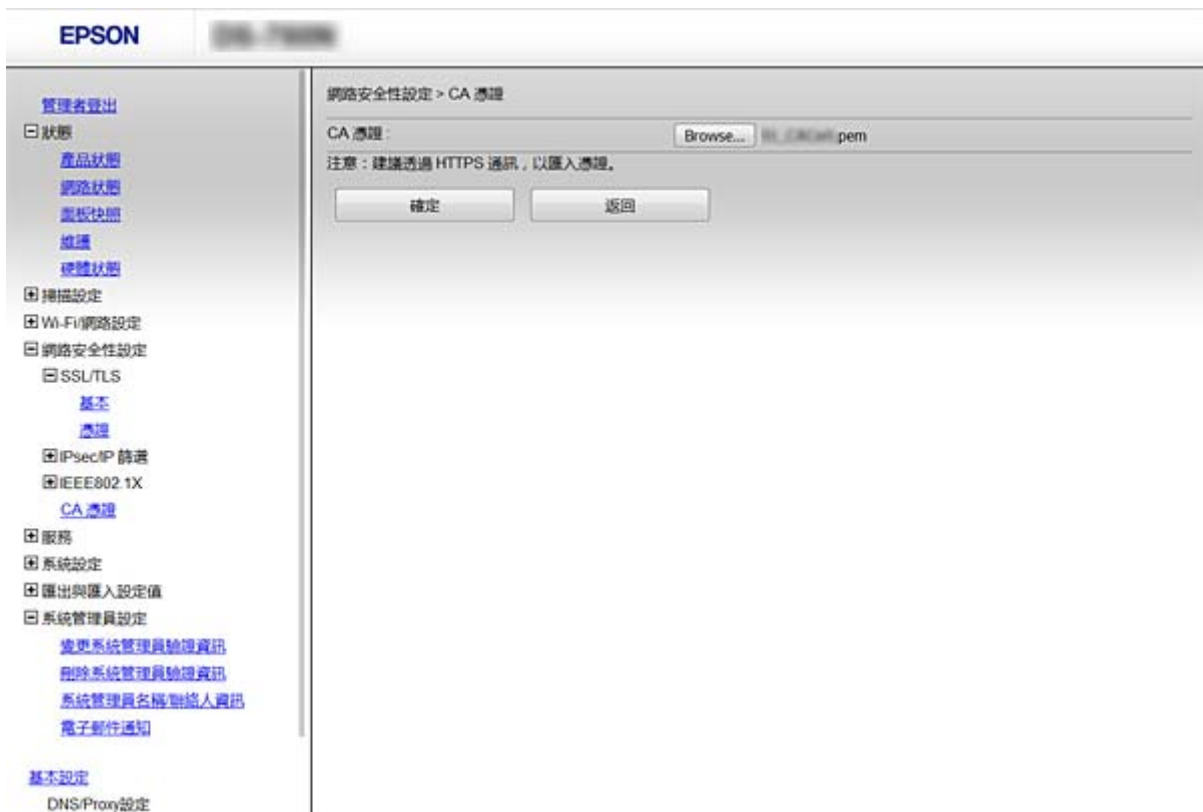 EPSON
管理者登出
狀態
產品狀態
網路狀態
面板快照
維護
硬體狀態
掃描設定
Wi-Fi/網路設定
網路安全性設定
SSL/TLS
基本
憑證
IPsec/IP 篩選
IEEE802.1X
CA 憑證
服務
系統設定
匯出與匯入設定值
系統管理員設定
變更系統管理員驗證資訊
刪除系統管理員驗證資訊
系統管理員名稱/聯絡人資訊
電子郵件通知
基本設定
DNS/Proxy設定
網路安全性設定 > CA 憑證
CA 憑證 :
Browse... pem
注意：建議透過 HTTPS 通訊，以匯入憑證。
確定 返回